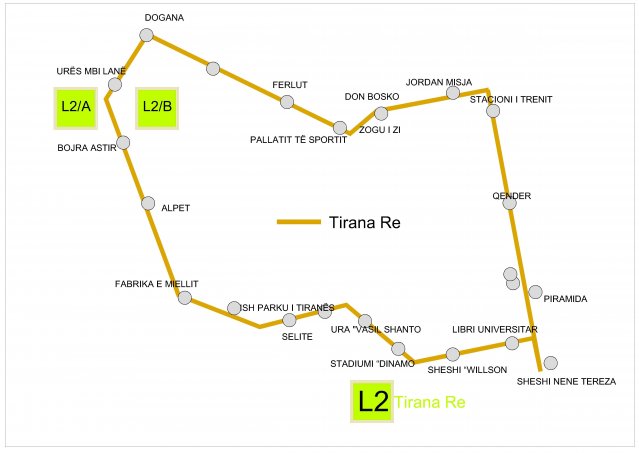 DOGANA
URËS MBI LANË
L2/A
L2/B
FERLUT
JORDAN MISJA
DON BOSKO
STACIONI I TRENIT
ZOGU I ZI
PALLATIT TË SPORTIT
BOJRA ASTIR
ALPET
QENDER
Tirana Re
FABRIKA E MIELLIT
PIRAMIDA
ISH PARKU I TIRANËS
URA "VASIL SHANTO
LIBRI UNIVERSITAR
SELITE
STADIUMI "DINAMO
SHESHI "WILLSON
SHESHI NENE TEREZA
L2 Tirana Re